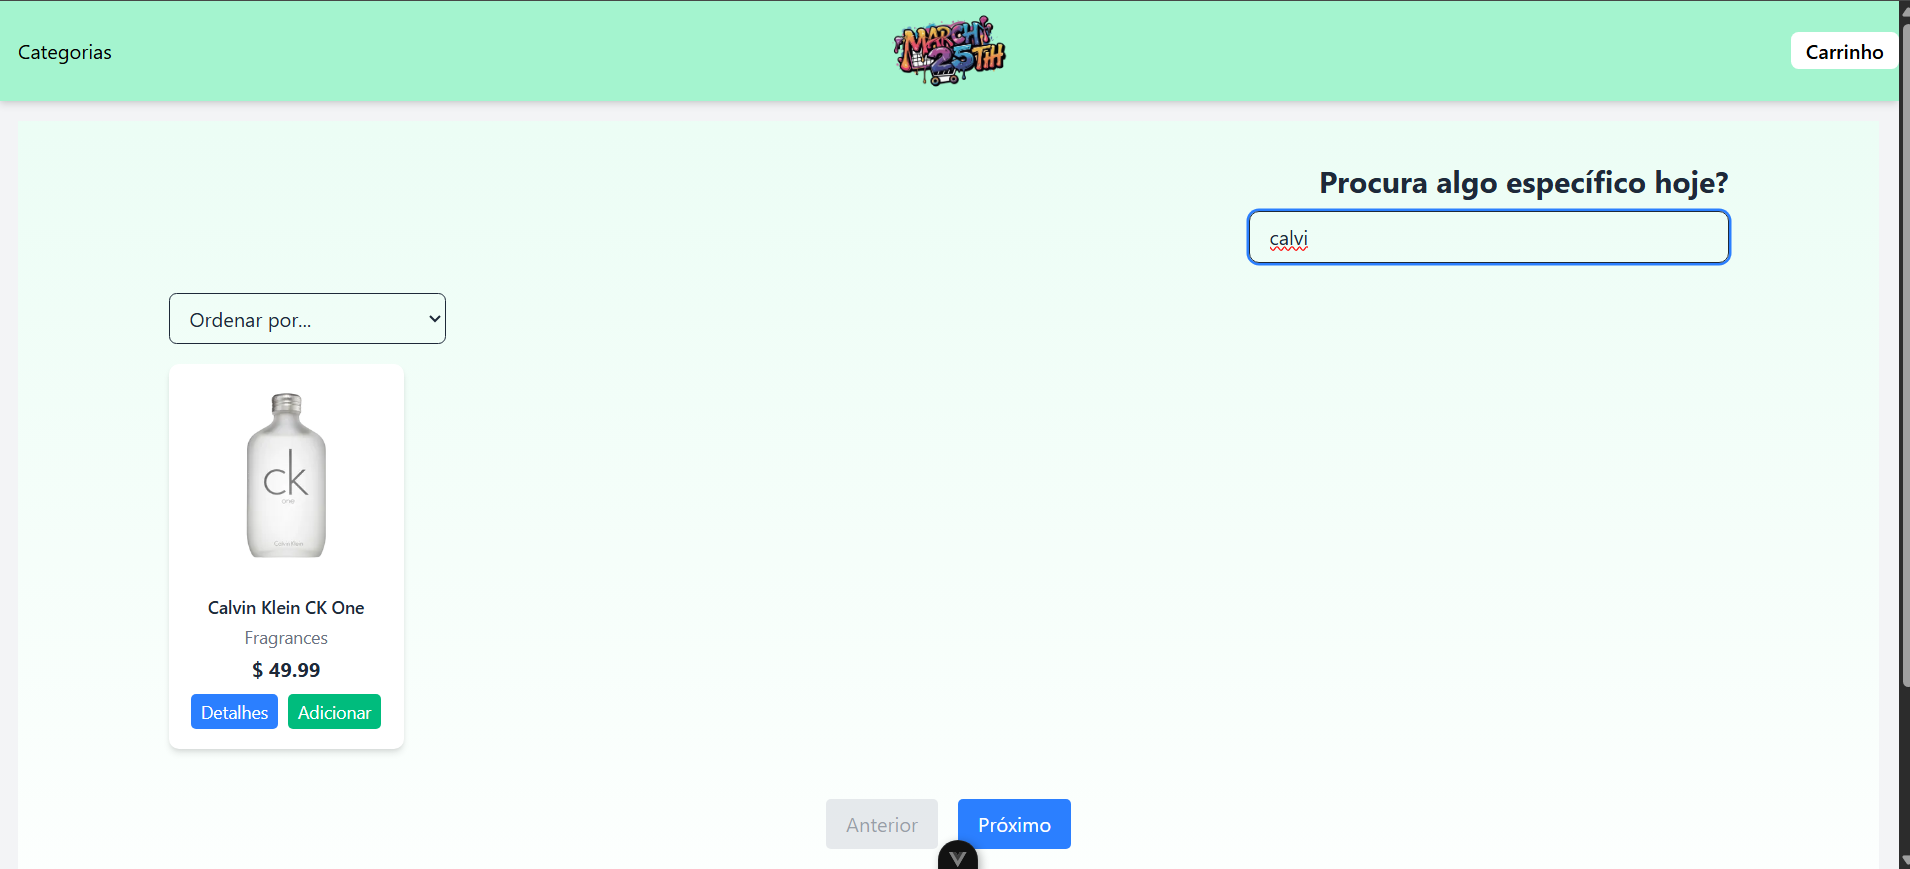 Categorias
MARCH
25TH
Carrinho
Procura algo específico hoje?
calvi
Ordenar por...
ck
one
Calvin Klein
Calvin Klein CK One
Fragrances
$ 49.99
Detalhes Adicionar
Anterior Próximo